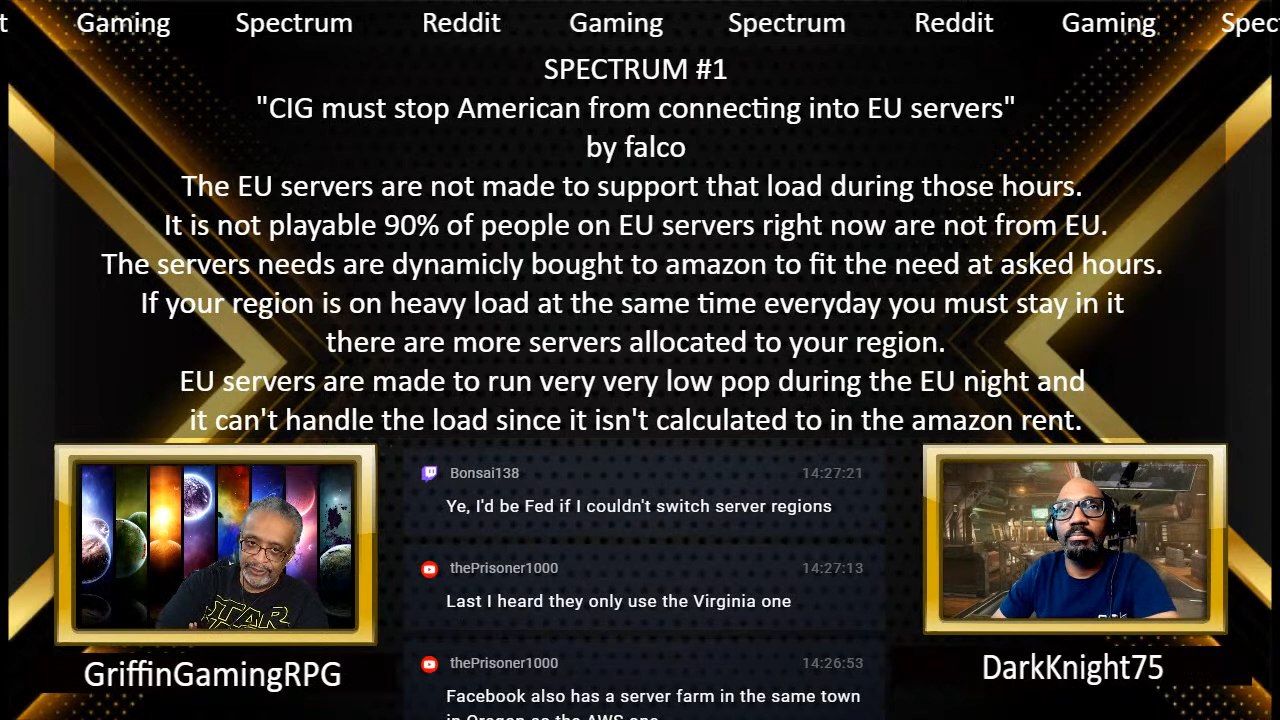 t Gaming Spectrum Reddit Gaming Spectrum Reddit Gaming Spec
SPECTRUM #1
"CIG must stop American from connecting into EU servers"
by falco
The EU servers are not made to support that load during those hours.
It is not playable 90% of people on EU servers right now are not from EU.
The servers needs are dynamicly bought to amazon to fit the need at asked hours.
If your region is on heavy load at the same time everyday you must stay in it
there are more servers allocated to your region.
EU servers are made to run very very low pop during the EU night and
it can't handle the load since it isn't calculated to in the amazon rent.
Bonsai138 14:27:21
Ye, I'd be Fed if I couldn't switch server regions
thePrisoner1000 14:27:13
Last I heard they only use the Virginia one
thePrisoner1000 14:26:53
Facebook also has a server farm in the same town
in Oregon as the AWS one
STAR
GriffinGamingRPG
DarkKnight75